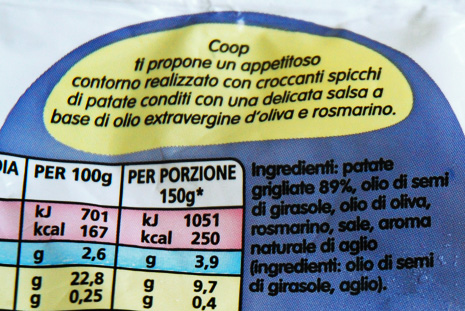 Coop
ti propone un appetitoso
contorno realizzato con croccanti spicchi
di patate conditi con una delicata salsa a
base di olio extravergine d'oliva e rosmarino.
DIA PER 100g PER PORZIONE
150g*
kJ 701 kJ 1051
kcal 167 kcal 250
g 2,6 g 3,9
g 22,8 g 9,7
g 0,25 g 0,4
Ingredienti: patate
grigliate 89%, olio di semi
di girasole, olio di oliva,
rosmarino, sale, aroma
naturale di aglio
(ingredienti: olio di semi
di girasole, aglio).